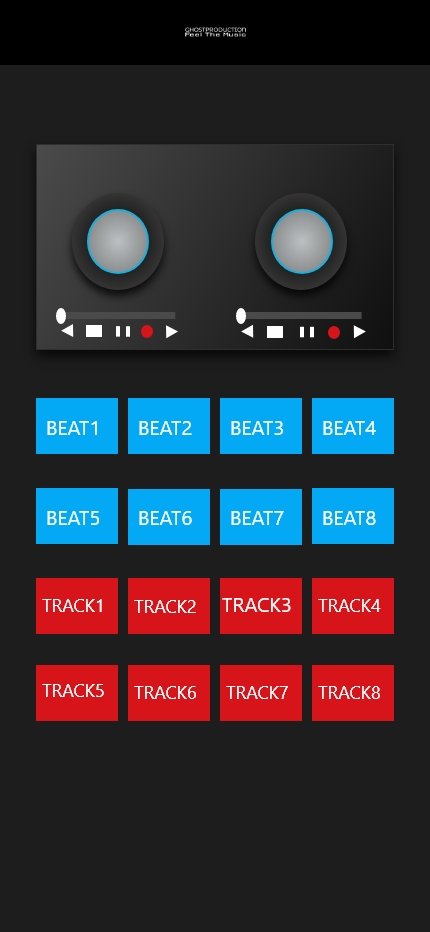 GHOSTPRODUCTION
Feel The Music
BEAT1 BEAT2 BEAT3 BEAT4
BEAT5 BEAT6 BEAT7 BEAT8
TRACK1 TRACK2 TRACK3 TRACK4
TRACK5 TRACK6 TRACK7 TRACK8